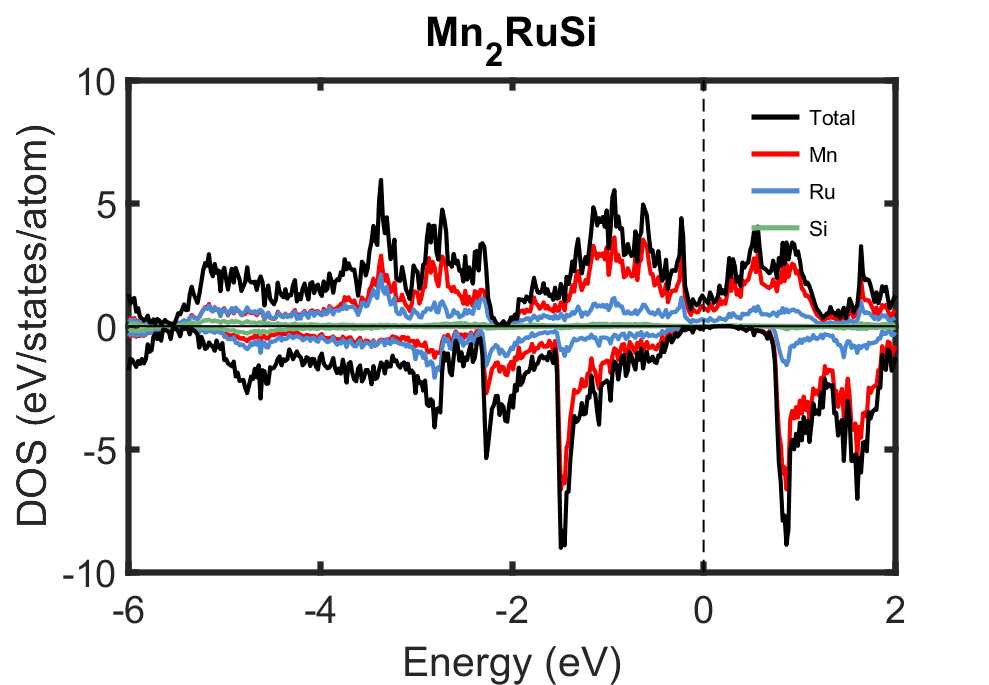 Mn2RuSi
10
5
0
-5
-10
DOS (eV/states/atom)
Total
Mn
Ru
Si
-6
-4
-2
0
2
Energy (eV)